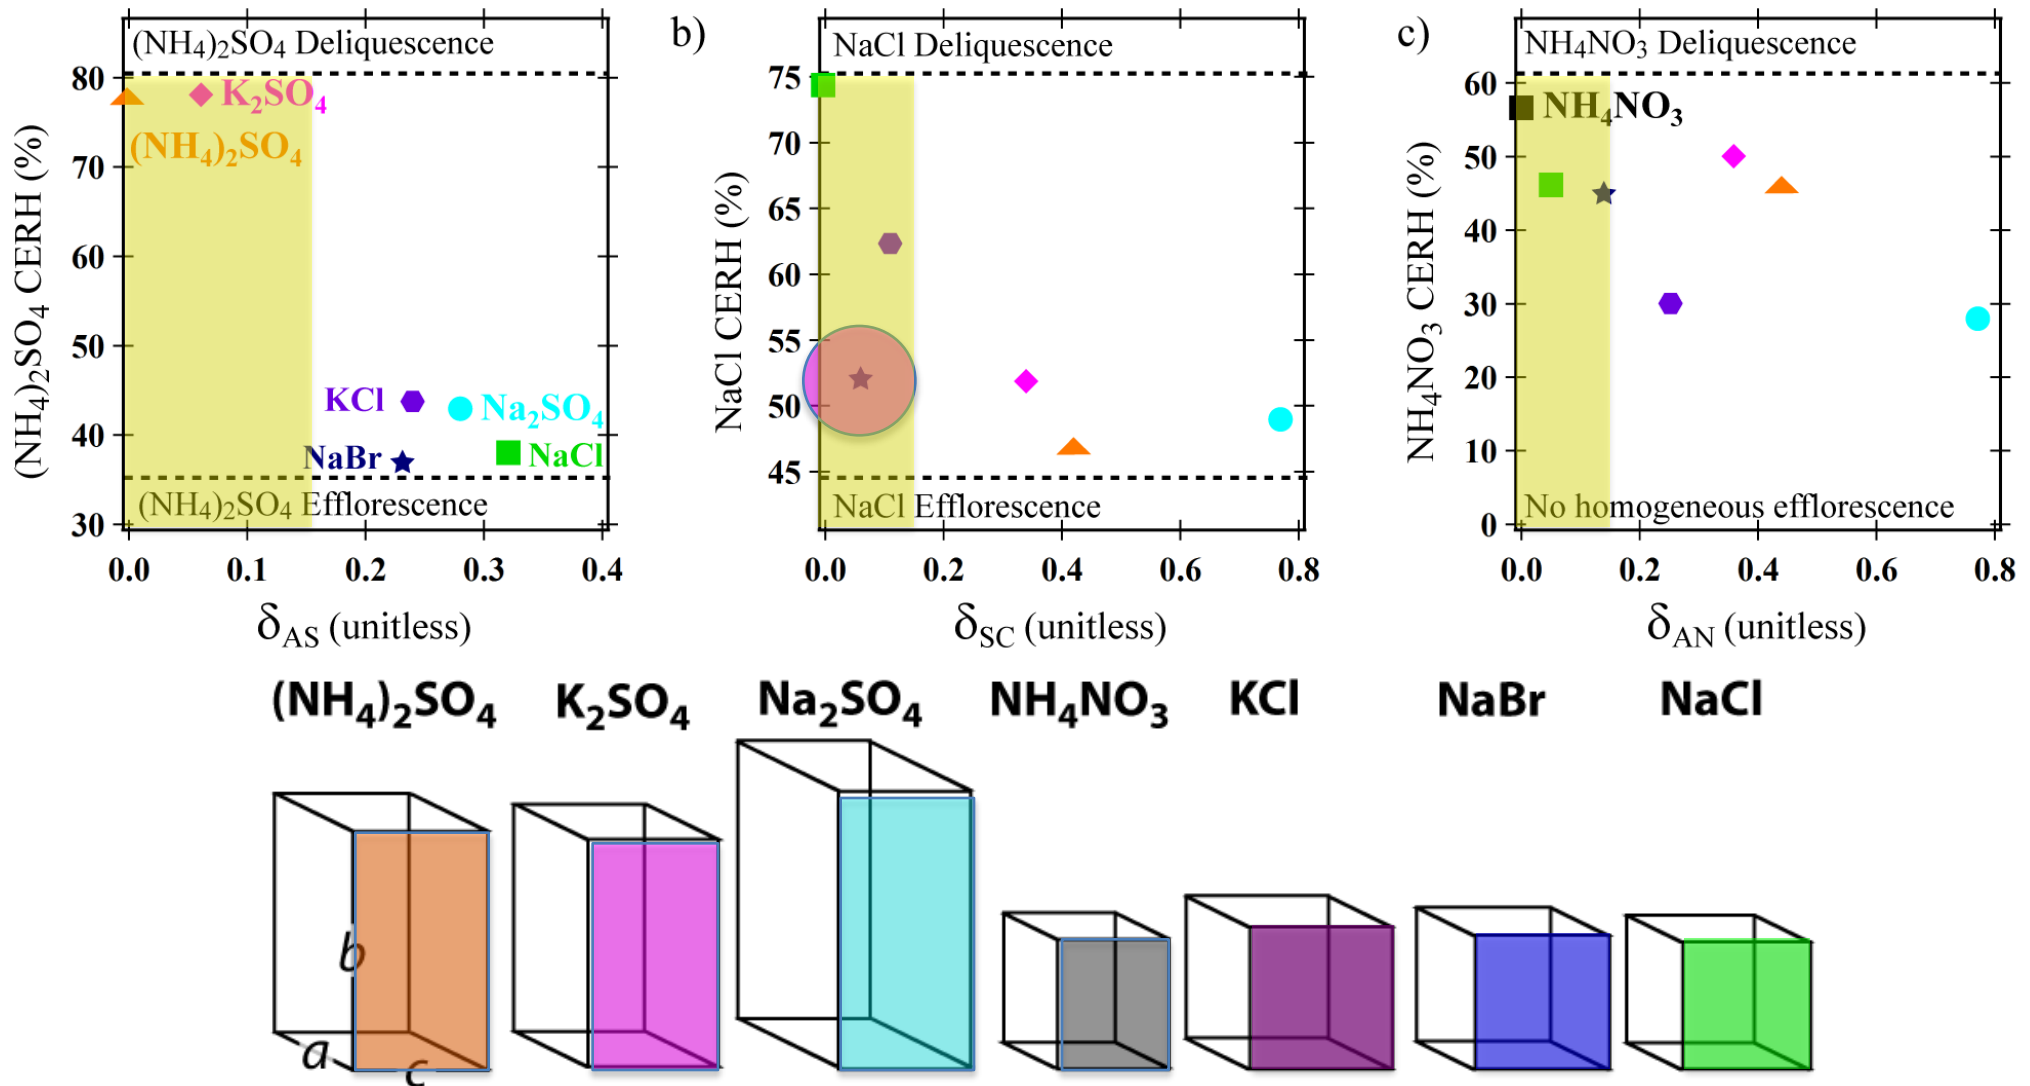 (NH4)2SO4 Deliquescence
80
K₂SO₄
(NH₄)₂SO₄
70
60
50
KCl
Na₂SO₄
40
NaBr
NaCl
(NH4)2SO4 Efflorescence
30
0.0 0.1 0.2 0.3 0.4
(NH4)2SO4 CERH (%)
δAS (unitless)
b)
NaCl Deliquescence
75
70
65
60
55
50
45
NaCl Efflorescence
0.0 0.2 0.4 0.6 0.8
NaCl CERH (%)
δSC (unitless)
c)
NH4NO3 Deliquescence
60
NH₄NO₃
50
40
30
20
10
No homogeneous efflorescence
0
0.0 0.2 0.4 0.6 0.8
NH4NO3 CERH (%)
δAN (unitless)
(NH₄)₂SO₄ K₂SO₄ Na₂SO₄ NH₄NO₃ KCl NaBr NaCl
b
a
c